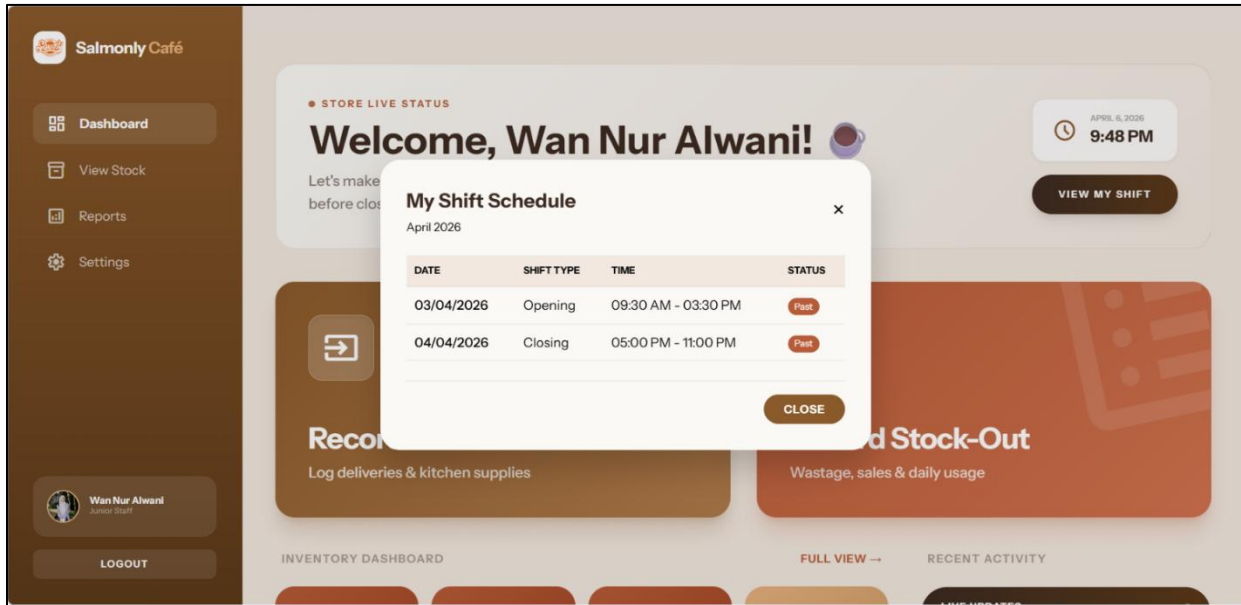 Salmonly Café
Dashboard
View Stock
Reports
Settings
Wan Nur Alwani
Junior Staff
LOGOUT
STORE LIVE STATUS
Welcome, Wan Nur Alwani!
Let's make
before clos
APRIL 6, 2026
9:48 PM
VIEW MY SHIFT
My Shift Schedule
×
April 2026
DATE SHIFT TYPE TIME STATUS
03/04/2026 Opening 09:30 AM - 03:30 PM Past
04/04/2026 Closing 05:00 PM - 11:00 PM Past
CLOSE
Recor
Log deliveries & kitchen supplies
d Stock-Out
Wastage, sales & daily usage
INVENTORY DASHBOARD
FULL VIEW →
RECENT ACTIVITY
LIVE UPDATES